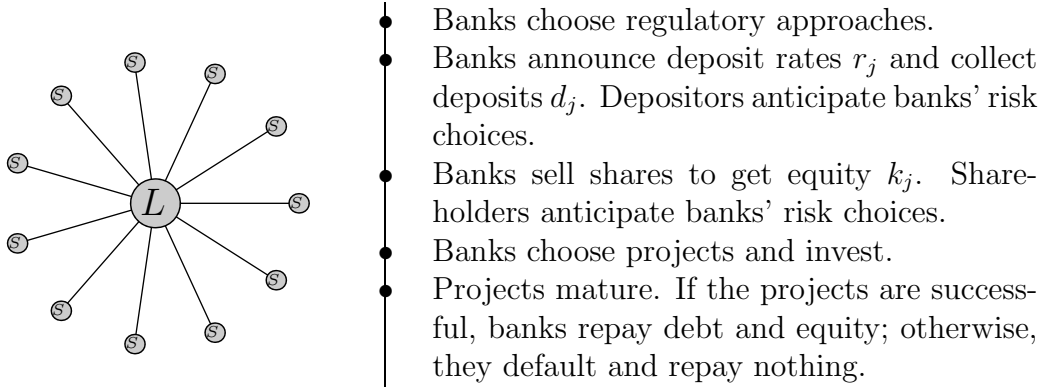 S
S
S
S
S
L
S
S
S
S
S
S
Banks choose regulatory approaches.
Banks announce deposit rates r_j and collect
deposits d_j. Depositors anticipate banks' risk
choices.
Banks sell shares to get equity k_j. Share-
holders anticipate banks' risk choices.
Banks choose projects and invest.
Projects mature. If the projects are success-
ful, banks repay debt and equity; otherwise,
they default and repay nothing.